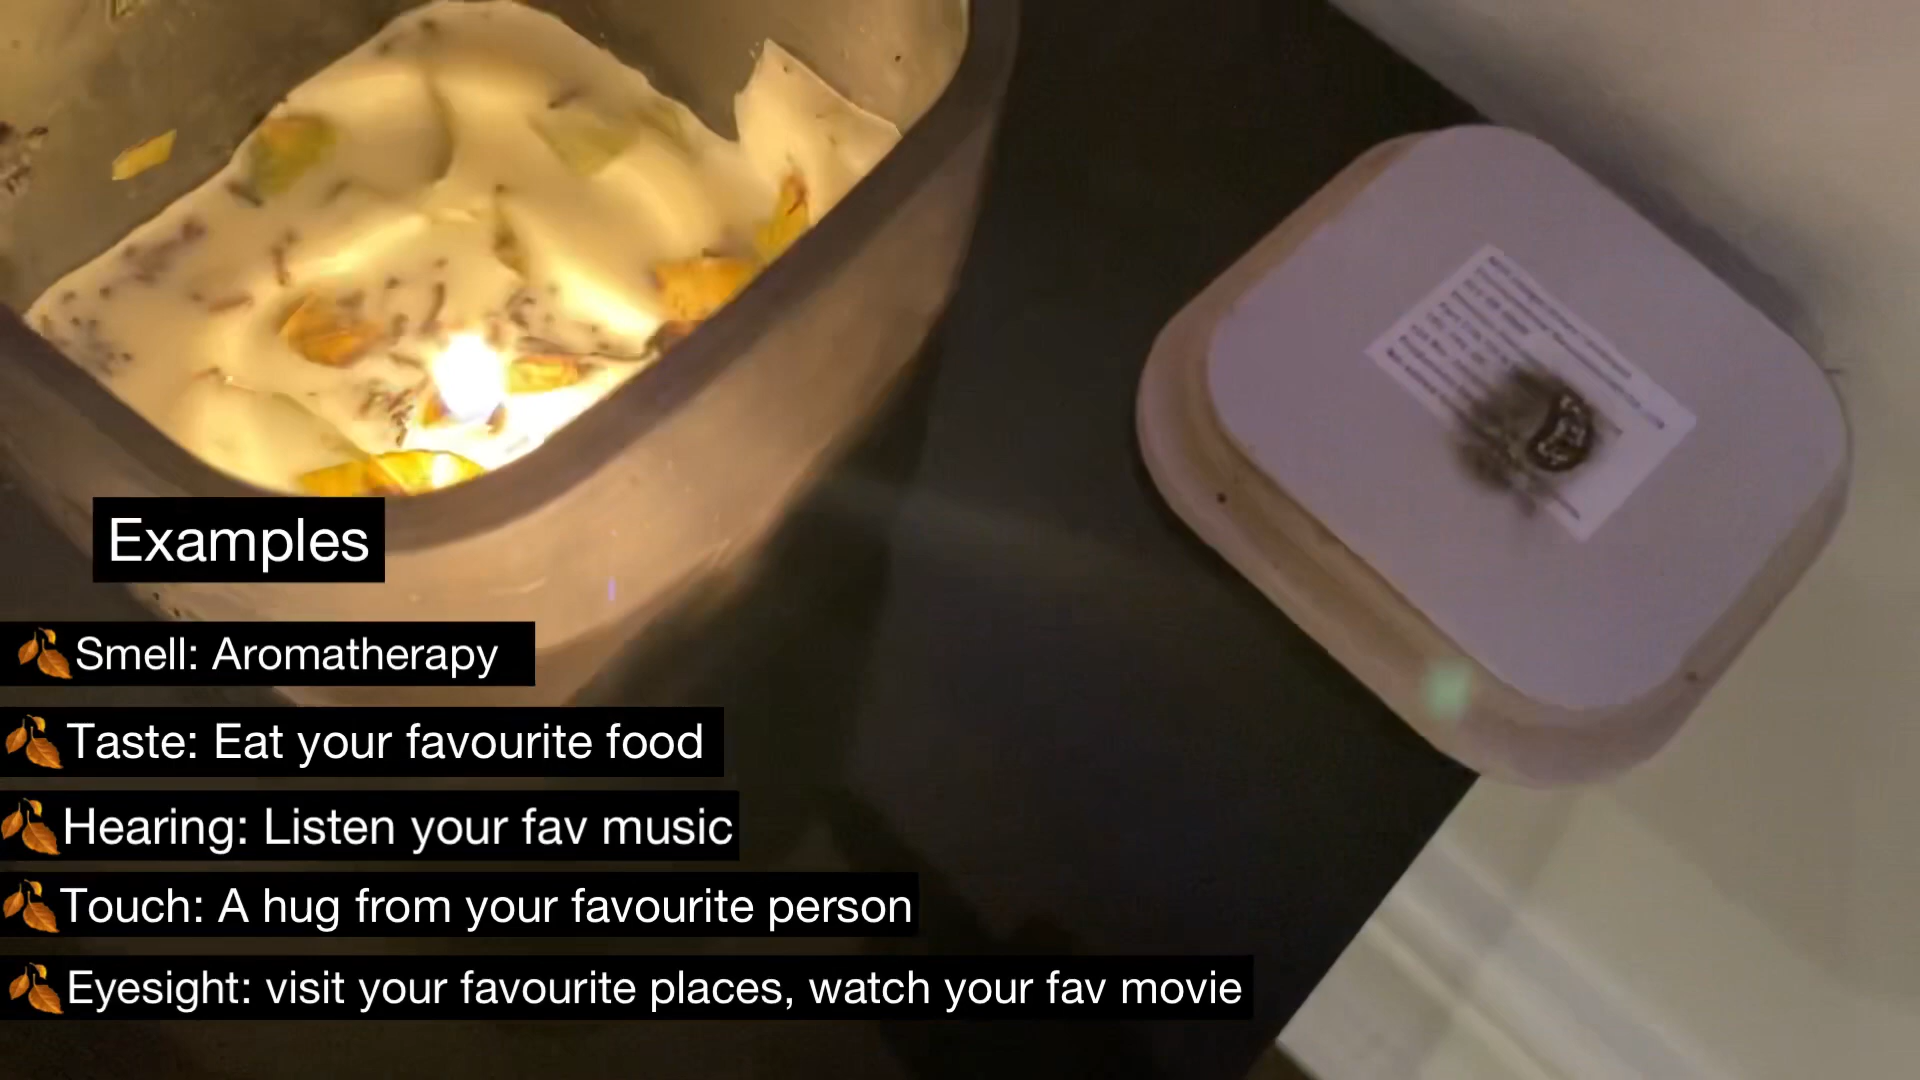 Examples
🍂Smell: Aromatherapy
🍂Taste: Eat your favourite food
🍂Hearing: Listen your fav music
🍂Touch: A hug from your favourite person
🍂Eyesight: visit your favourite places, watch your fav movie